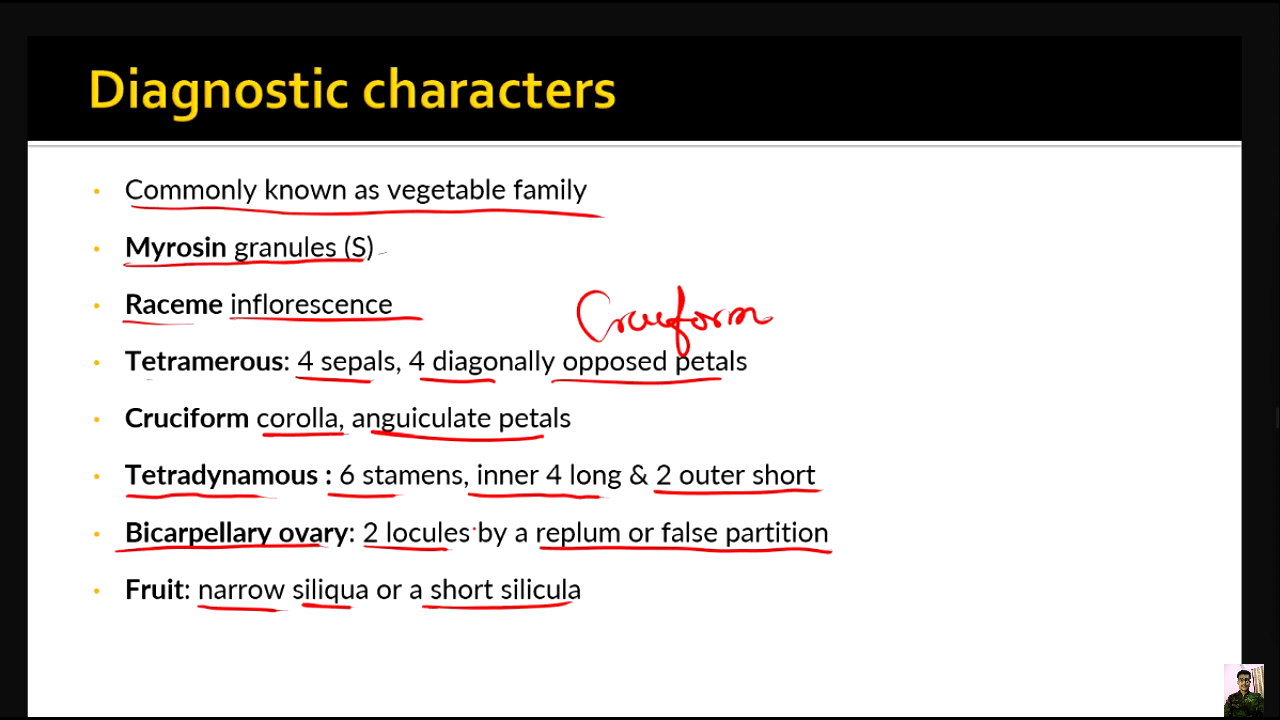 Diagnostic characters
• Commonly known as vegetable family
• Myrosin granules (S)
• Raceme inflorescence
Cruciform
• Tetramerous: 4 sepals, 4 diagonally opposed petals
• Cruciform corolla, anguiculate petals
• Tetradynamous : 6 stamens, inner 4 long & 2 outer short
• Bicarpellary ovary: 2 locules by a replum or false partition
• Fruit: narrow siliqua or a short silicula